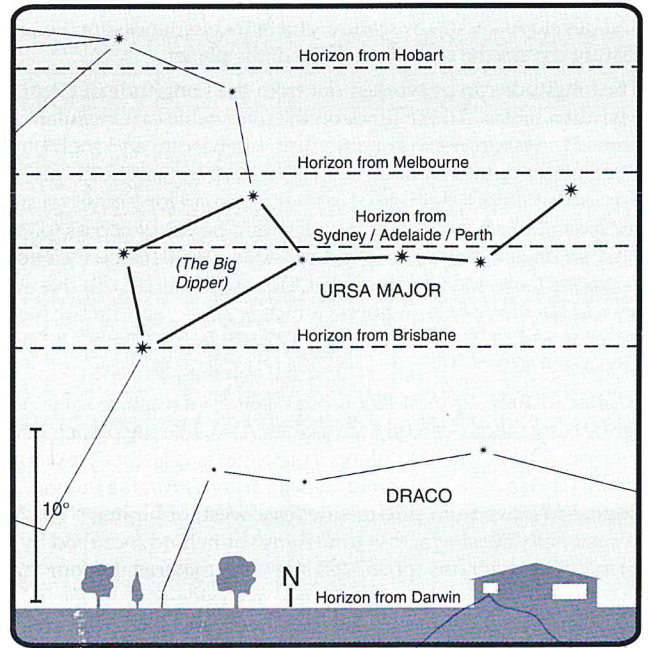 Horizon from Hobart
Horizon from Melbourne
Horizon from
Sydney / Adelaide / Perth
(The Big
Dipper)
URSA MAJOR
Horizon from Brisbane
DRACO
10°
N
Horizon from Darwin